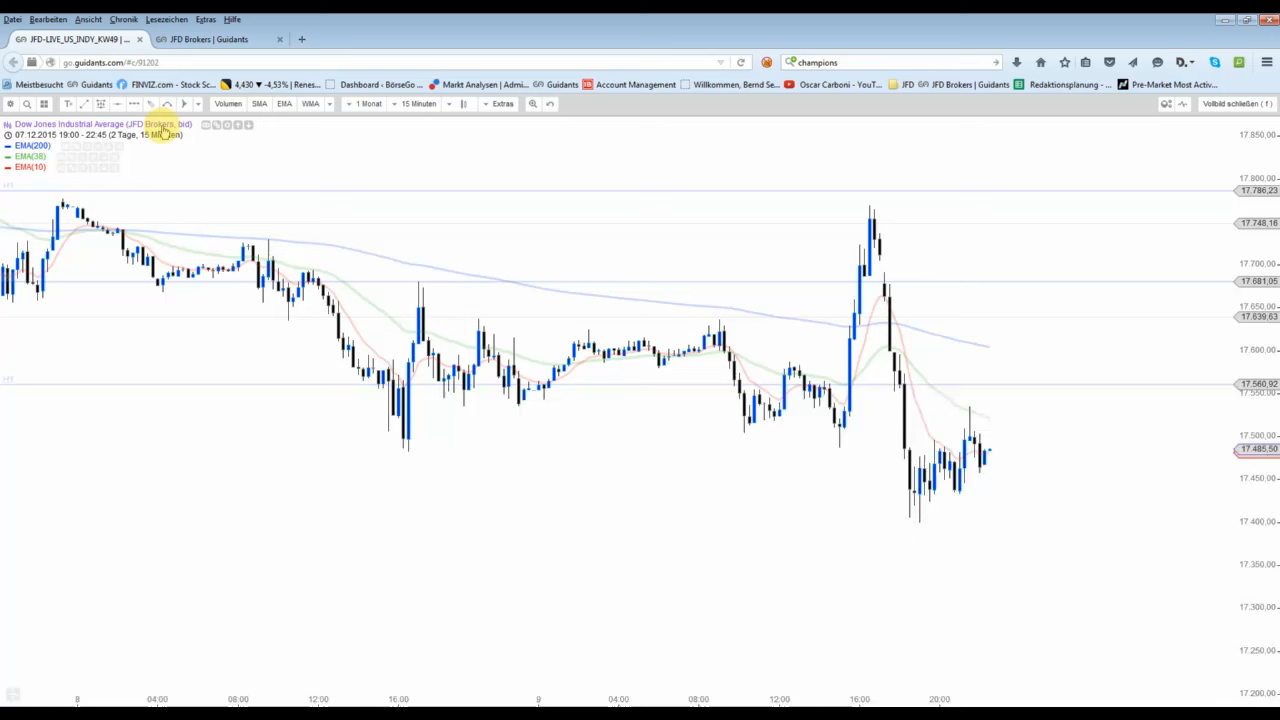 Datei Bearbeiten Ansicht Chronik Lesezeichen Extras Hilfe
JFD-LIVE_US_INDY_KW49 | ... JFD Brokers | Guidants
go.guidants.com/#c/91202 champions
Meistbesucht Guidants FINVIZ.com - Stock Sc... 4,430 ▼ -4,53% | Renes... Dashboard - BörseGo ... Markt Analysen | Admi... Guidants Account Management ... Willkommen, Bernd Se... Oscar Carboni - You T... JFD JFD Brokers | Guidants Redaktionsplanung - ... Pre-Market Most Activ...
Volumen SMA EMA WMA 1 Monat 15 Minuten Extras Vollbild schließen ( f )
Dow Jones Industrial Average (JFD Brokers, bid)
07.12.2015 19:00 - 22:45 (2 Tage, 15 Minuten)
EMA(200)
EMA(38)
EMA(10)
17.850,00
17.800,00
H1
17.786,23
17.748,16
17.700,00
17.681,05
17.650,00
17.639,63
17.600,00
H1
17.560,92
17.550,00
17.500,00
17.485,50
17.450,00
17.400,00
17.350,00
17.300,00
17.250,00
17.200,00
8 04:00 08:00 12:00 16:00 9 04:00 08:00 12:00 16:00 20:00